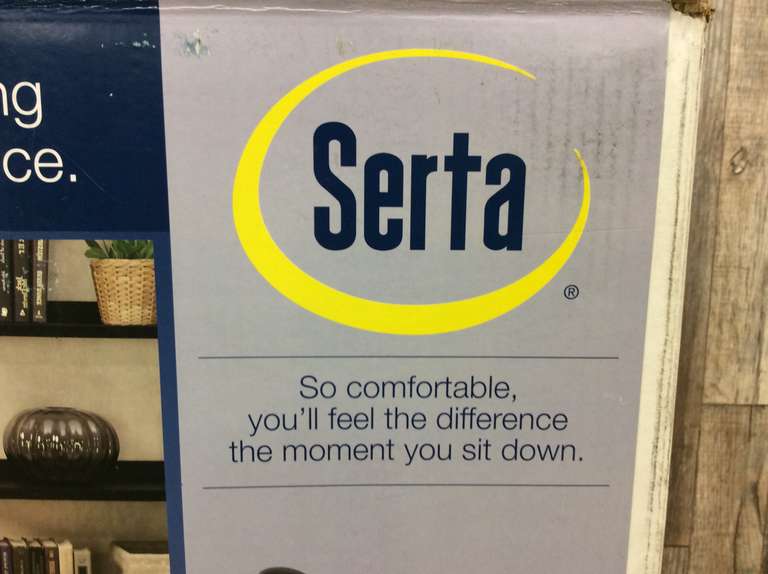 ng
ce.
Serta
®
So comfortable,
you'll feel the difference
the moment you sit down.